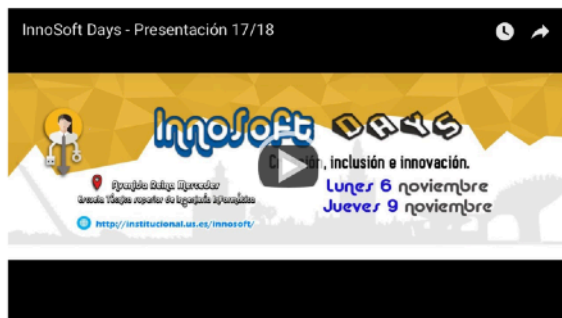 InnoSoft Days - Presentación 17/18
InnoSoft DAYS
, inclusión e innovación.
Avenida Reina Mercedes
Escuela Técnica superior de Ingeniería Informática
Lunes 6 noviembre
Jueves 9 noviembre
http://institucional.us.es/innosoft/